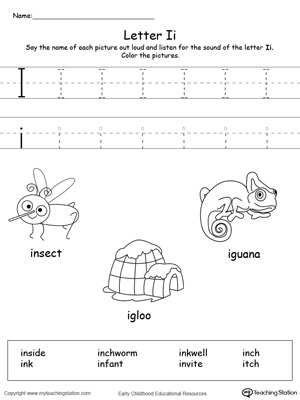 Name:
Letter Ii
Say the name of each picture out loud and listen for the sound of the letter Ii.
Color the pictures.
I I I I I I I
i i i i i i i
insect
iguana
igloo
inside inchworm inkwell inch
ink infant invite itch
Copyright www.myteachingstation.com
Early Childhood Educational Resources
My
TeachingStation